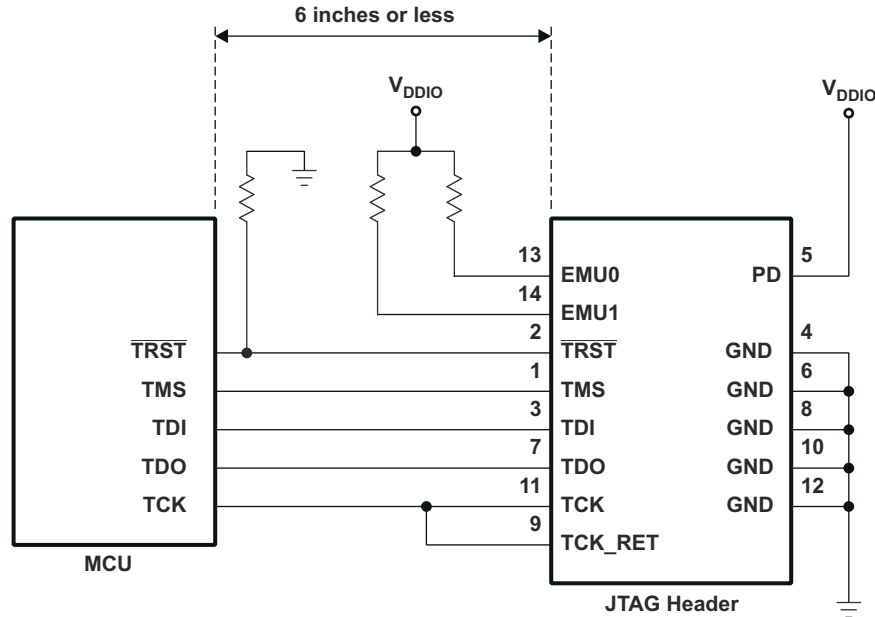 6 inches or less
VDDIO
VDDIO
13
EMU0
5
PD
14
EMU1
TRST
2
TRST
4
GND
TMS
1
TMS
6
GND
TDI
3
TDI
8
GND
TDO
7
TDO
10
GND
TCK
11
TCK
12
GND
9
TCK_RET
MCU
JTAG Header